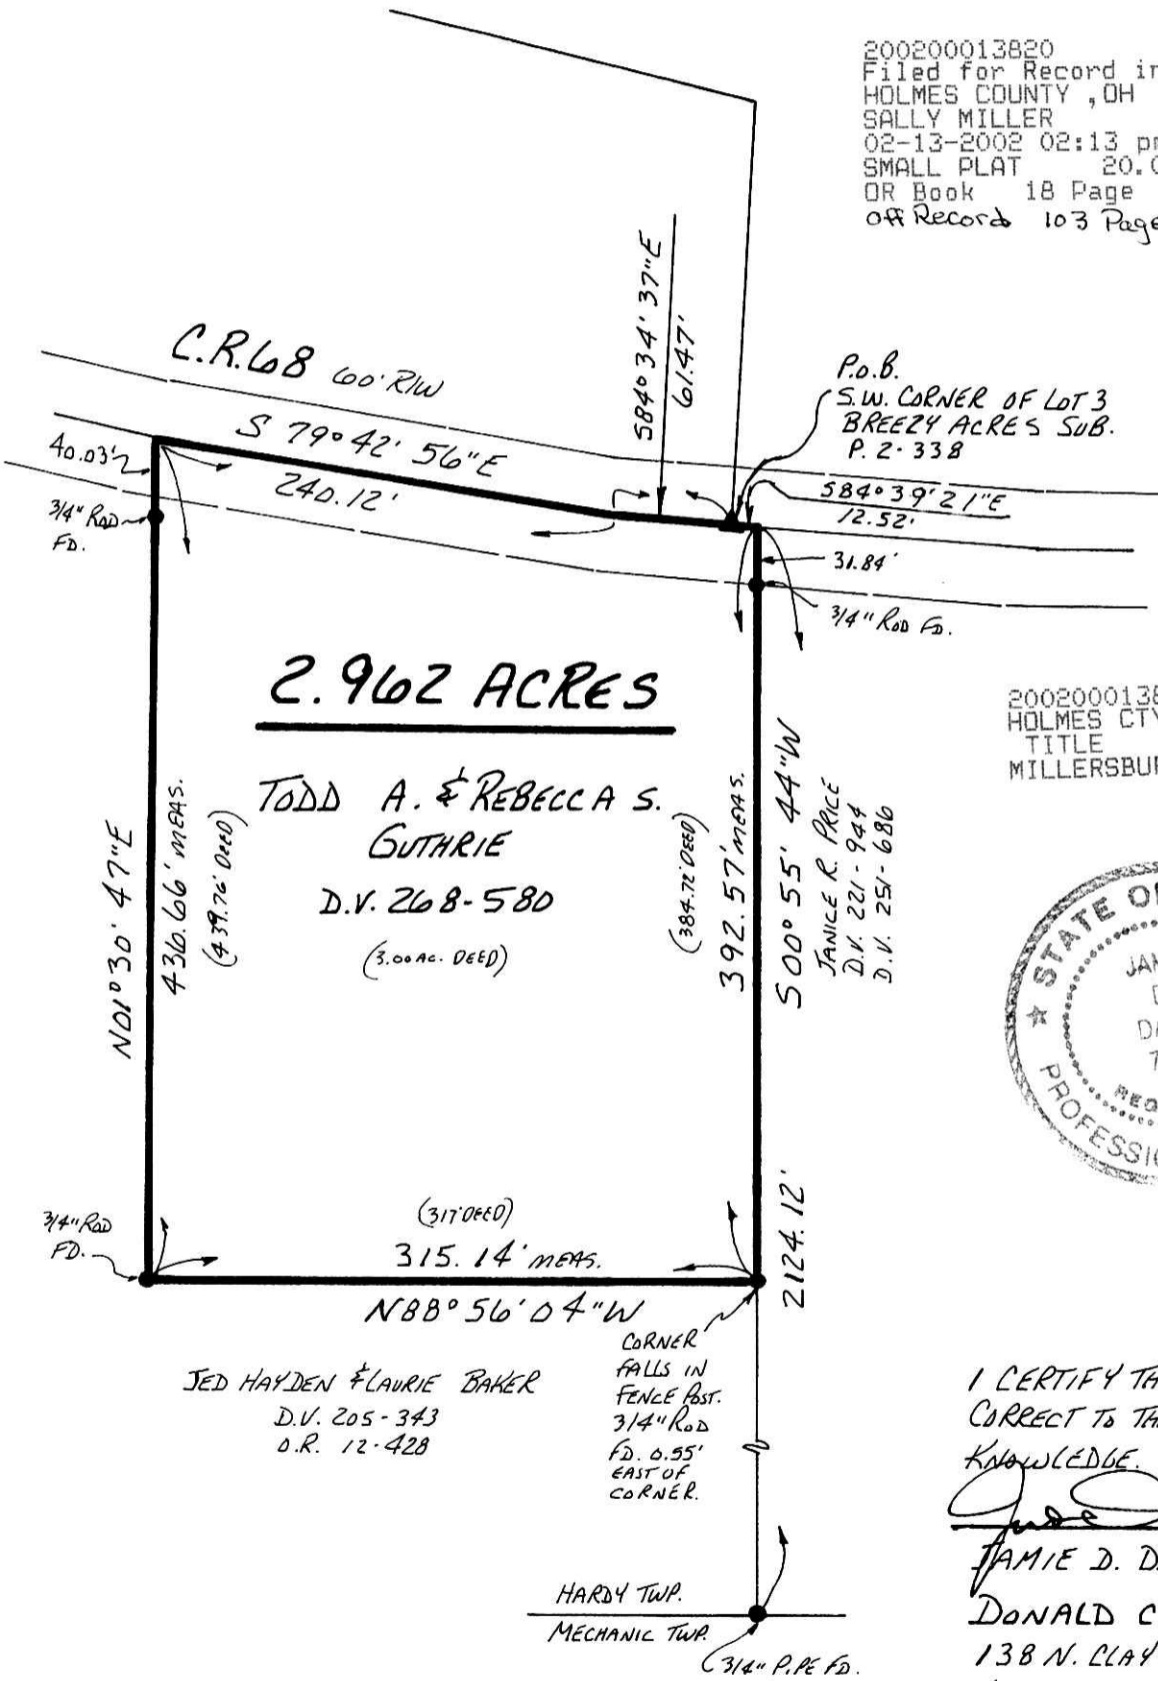 200200013820
Filed for Record in
HOLMES COUNTY ,OH
SALLY MILLER
02-13-2002 02:13 pm
SMALL PLAT 20.0
OR Book 18 Page
Off Record 103 Page
C.R.68 60' R/W
S84°34'37"E
61.47'
P.O.B.
S.W. CORNER OF LOT 3
BREEZY ACRES SUB.
P. 2-338
S 79°42'56"E
240.12'
40.03'
3/4" ROD
FD.
S84°39'21"E
12.52'
31.84'
3/4" ROD FD.
2.962 ACRES
TODD A. & REBECCA S.
GUTHRIE
D.V. 268-580
(3.00 AC. DEED)
N01°30'47"E
436.66' MEAS.
(439.76' DEED)
(384.72' DEED)
392.57' MEAS.
S00°55'44"W
2124.12'
JANICE R. PRICE
D.V. 221-944
D.V. 251-686
2002000138
HOLMES CTY
TITLE
MILLERSBUR
STATE O
PROFESSI
3/4" ROD
FD.
(317' DEED)
315.14' MEAS.
N88°56'04"W
JED HAYDEN & LAURIE BAKER
D.V. 205-343
O.R. 12-428
CORNER
FALLS IN
FENCE POST.
3/4" ROD
FD. 0.55'
EAST OF
CORNER.
HARDY TWP.
MECHANIC TWP.
3/4" PIPE FD.
I CERTIFY TH
CORRECT TO TH
KNOWLEDGE.
JAMIE D. D
DONALD C
138 N. CLAY